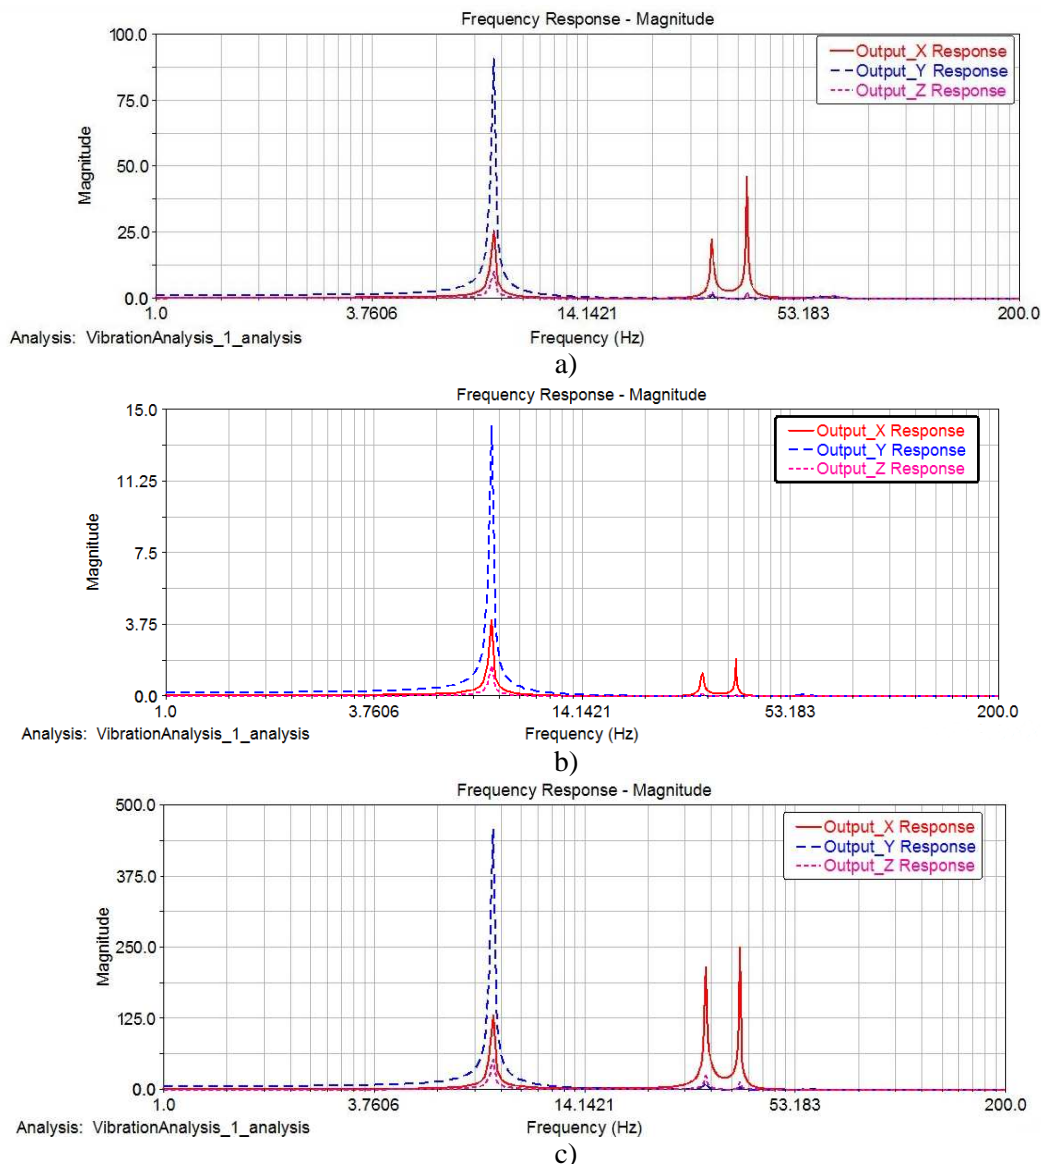 Frequency Response - Magnitude
100.0
75.0
50.0
25.0
0.0
Magnitude
Output_X Response
Output_Y Response
Output_Z Response
1.0 3.7606 14.1421 53.183 200.0
Analysis: VibrationAnalysis_1_analysis Frequency (Hz)
a)
Frequency Response - Magnitude
15.0
11.25
7.5
3.75
0.0
Magnitude
Output_X Response
Output_Y Response
Output_Z Response
1.0 3.7606 14.1421 53.183 200.0
Analysis: VibrationAnalysis_1_analysis Frequency (Hz)
b)
Frequency Response - Magnitude
500.0
375.0
250.0
125.0
0.0
Magnitude
Output_X Response
Output_Y Response
Output_Z Response
1.0 3.7606 14.1421 53.183 200.0
Analysis: VibrationAnalysis_1_analysis Frequency (Hz)
c)